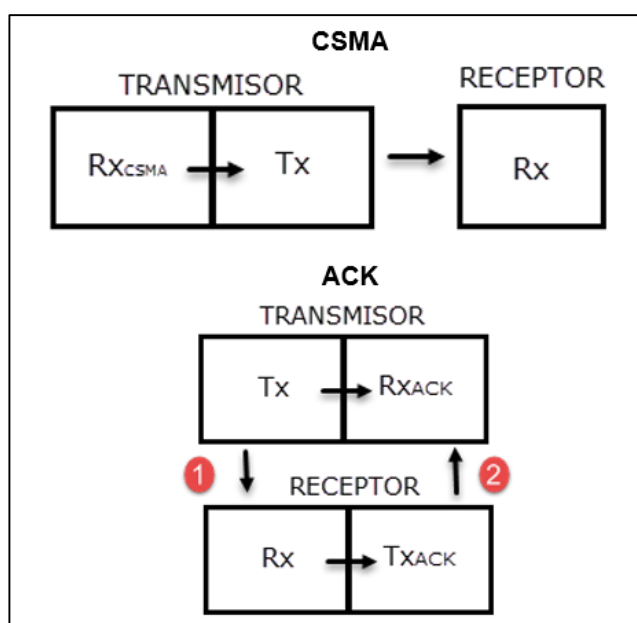 CSMA
TRANSMISOR
RECEPTOR
RxCSMA
Tx
Rx
ACK
TRANSMISOR
Tx
RxACK
1
2
RECEPTOR
Rx
TxACK